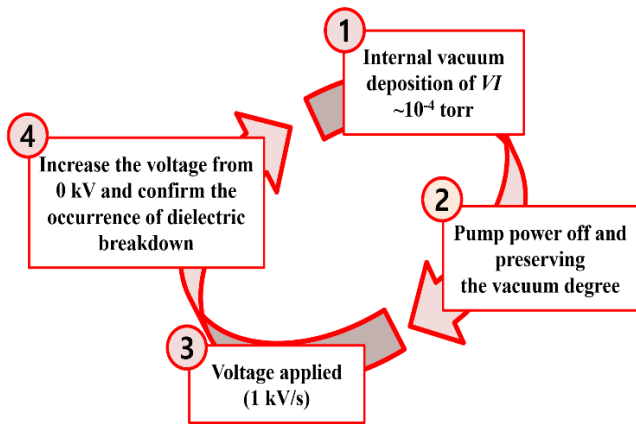 1
Internal vacuum
deposition of VI
~10⁻⁴ torr
2
Pump power off and
preserving
the vacuum degree
3
Voltage applied
(1 kV/s)
4
Increase the voltage from
0 kV and confirm the
occurrence of dielectric
breakdown